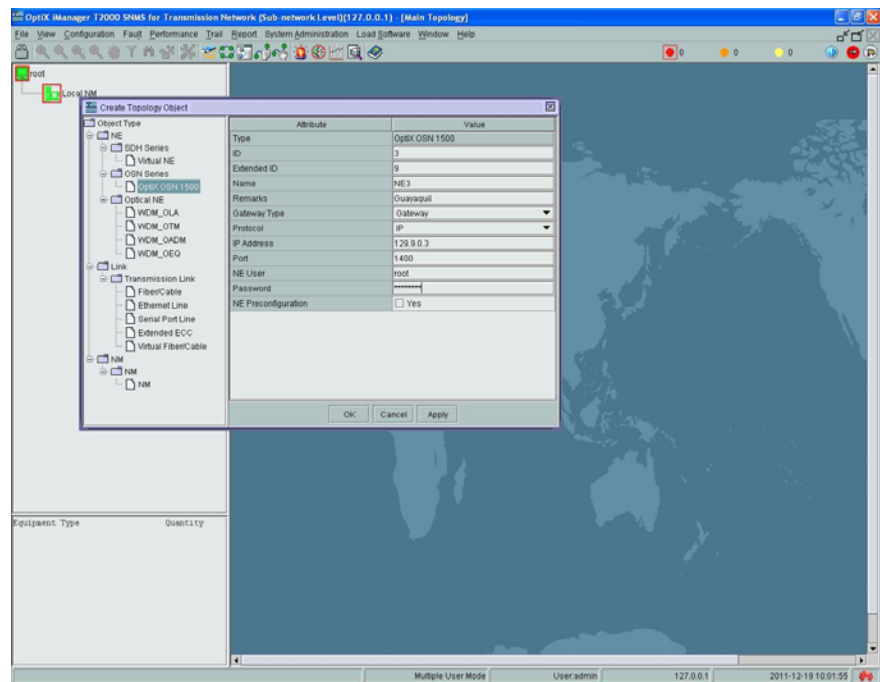 OptiX iManager T2000 SNMS for Transmission Network (Sub-network Level)(127.0.0.1) - [Main Topology]
File View Configuration Fault Performance Trail Report System Administration Load Software Window Help
0 0 0
root
Local NM
Create Topology Object
Object Type
NE
SDH Series
Virtual NE
OSN Series
OptiX OSN 1500
Optical NE
WDM_OLA
WDM_OTM
WDM_OADM
WDM_OEQ
Link
Transmission Link
Fiber/Cable
Ethernet Line
Serial Port Line
Extended ECC
Virtual Fiber/Cable
NM
NM
NM
Attribute Value
Type OptiX OSN 1500
ID 3
Extended ID 9
Name NE3
Remarks Guayaquil
Gateway Type Gateway
Protocol IP
IP Address 129.9.0.3
Port 1400
NE User root
Password ********
NE Preconfiguration Yes
OK Cancel Apply
Equipment Type Quantity
Multiple User Mode User:admin 127.0.0.1 2011-12-19 10:01:55